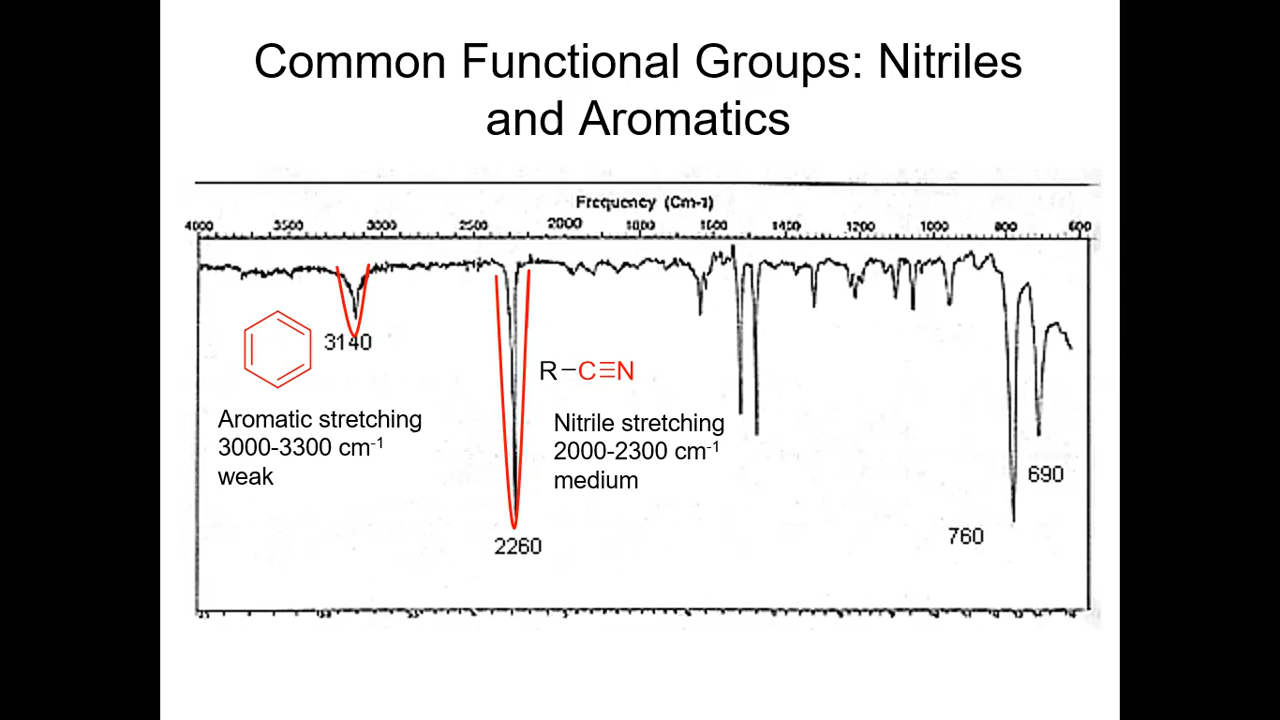 Common Functional Groups: Nitriles
and Aromatics
Frequency (Cm-1)
4000 3500 3000 2500 2000 1800 1600 1400 1200 1000 800 600
3140
R–C≡N
Aromatic stretching
3000-3300 cm⁻¹
weak
Nitrile stretching
2000-2300 cm⁻¹
medium
690
760
2260